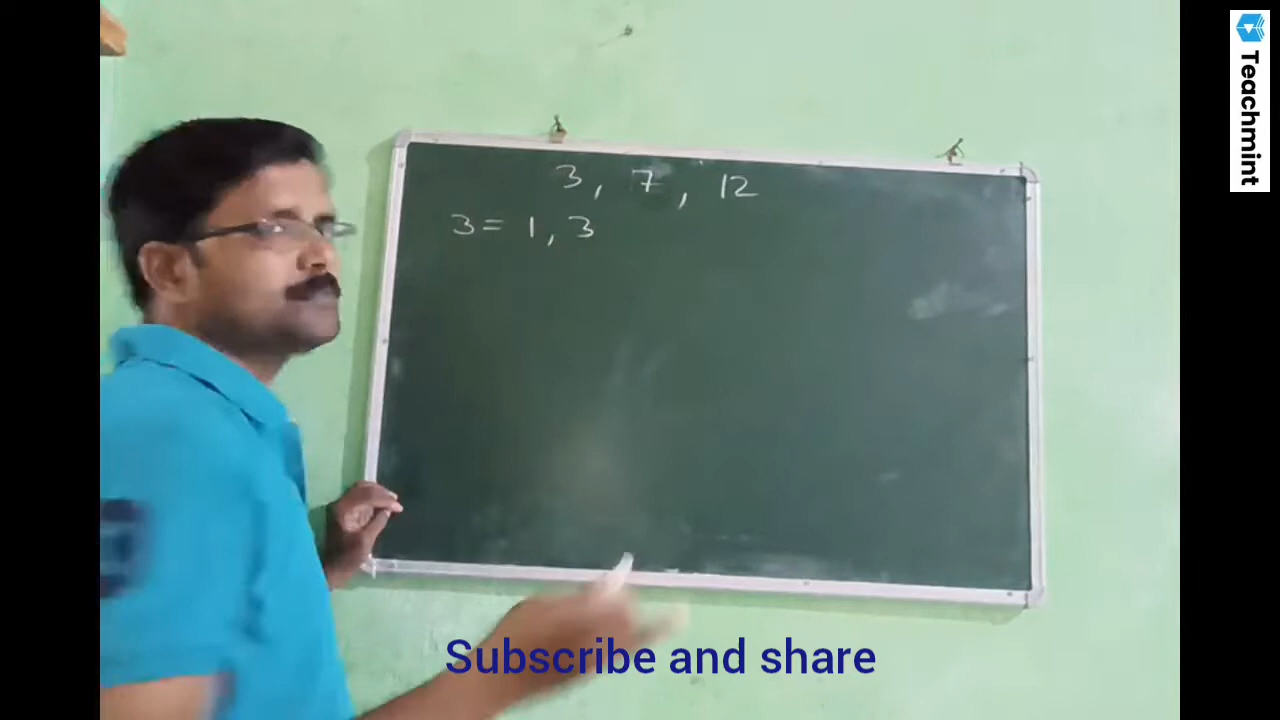 3, 7, 12
3 = 1, 3
Subscribe and share
Teachmint